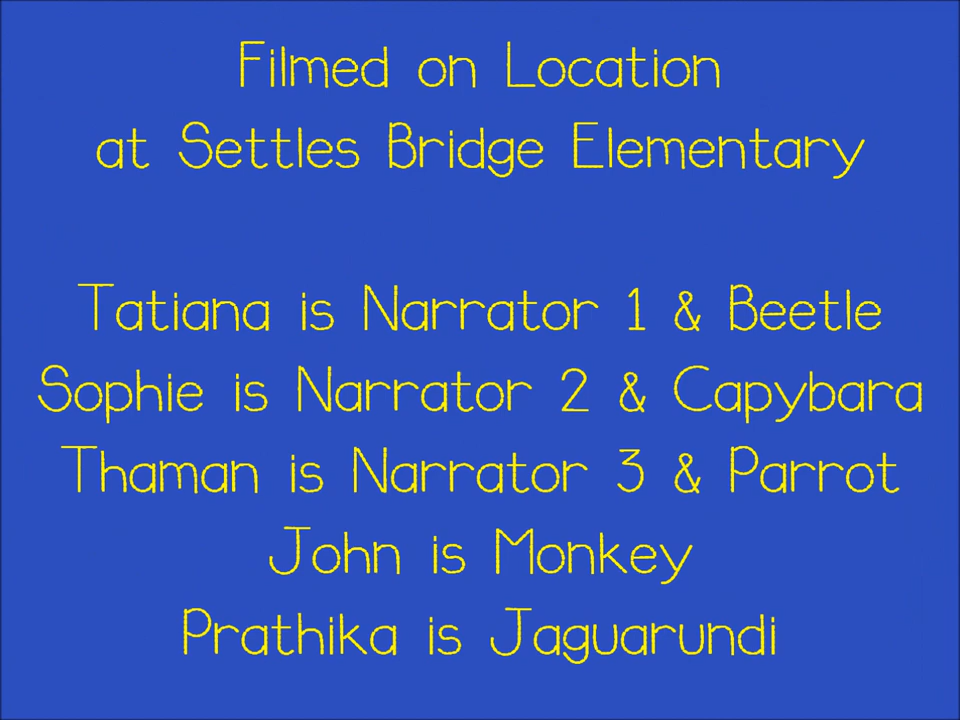 Filmed on Location
at Settles Bridge Elementary
Tatiana is Narrator 1 & Beetle
Sophie is Narrator 2 & Capybara
Thaman is Narrator 3 & Parrot
John is Monkey
Prathika is Jaguarundi